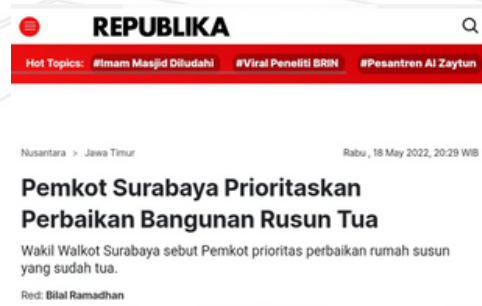 REPUBLIKA
Hot Topics: #Imam Masjid Diludahi #Viral Peneliti BRIN #Pesantren Al Zaytun
Nusantara > Jawa Timur Rabu , 18 May 2022, 20:29 WIB
Pemkot Surabaya Prioritaskan
Perbaikan Bangunan Rusun Tua
Wakil Walkot Surabaya sebut Pemkot prioritas perbaikan rumah susun
yang sudah tua.
Red: Bilal Ramadhan